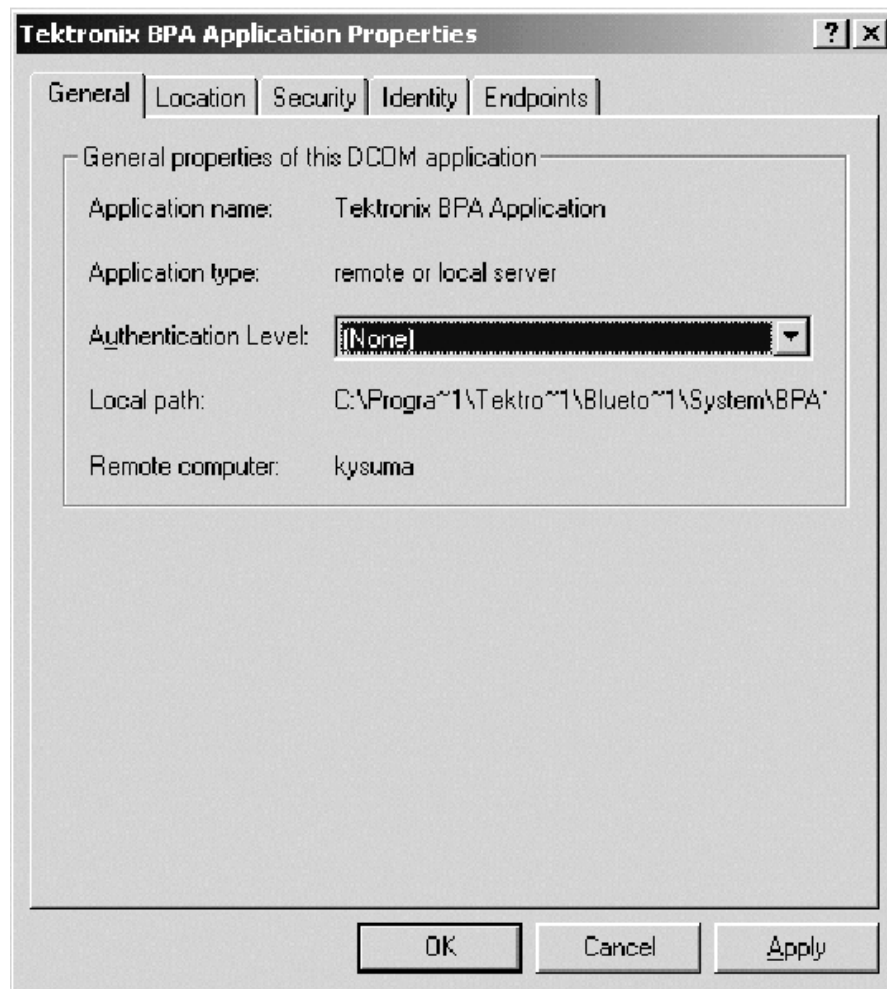 Tektronix BPA Application Properties ? ×
General Location Security Identity Endpoints
General properties of this DCOM application
Application name: Tektronix BPA Application
Application type: remote or local server
Authentication Level: (None)
Local path: C:\Progra~1\Tektro~1\Blueto~1\System\BPA
Remote computer: kysuma
OK Cancel Apply